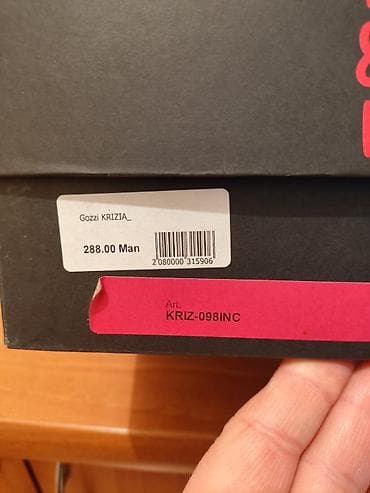 Gozzi KRIZIA_
288.00 Man
2 080000 315906
Art.
KRIZ-098INC